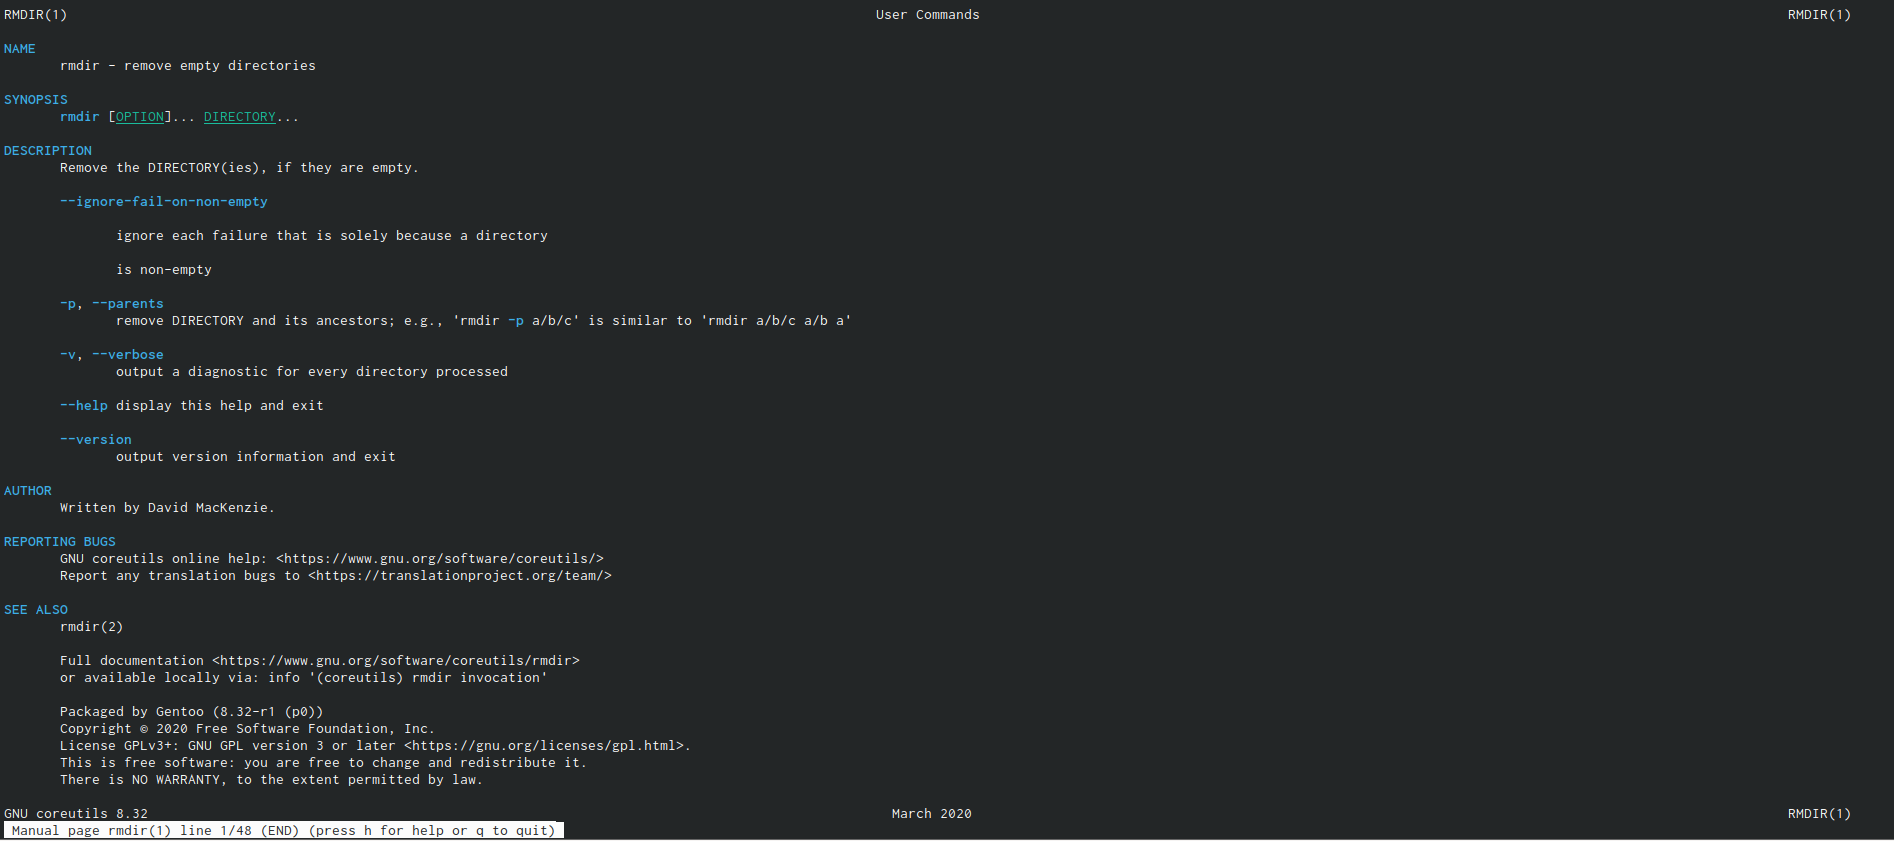 RMDIR(1) User Commands RMDIR(1)
NAME
rmdir - remove empty directories
SYNOPSIS
rmdir [OPTION]... DIRECTORY...
DESCRIPTION
Remove the DIRECTORY(ies), if they are empty.
--ignore-fail-on-non-empty
ignore each failure that is solely because a directory
is non-empty
-p, --parents
remove DIRECTORY and its ancestors; e.g., 'rmdir -p a/b/c' is similar to 'rmdir a/b/c a/b a'
-v, --verbose
output a diagnostic for every directory processed
--help display this help and exit
--version
output version information and exit
AUTHOR
Written by David MacKenzie.
REPORTING BUGS
GNU coreutils online help: <https://www.gnu.org/software/coreutils/>
Report any translation bugs to <https://translationproject.org/team/>
SEE ALSO
rmdir(2)
Full documentation <https://www.gnu.org/software/coreutils/rmdir>
or available locally via: info '(coreutils) rmdir invocation'
Packaged by Gentoo (8.32-r1 (p0))
Copyright © 2020 Free Software Foundation, Inc.
License GPLv3+: GNU GPL version 3 or later <https://gnu.org/licenses/gpl.html>.
This is free software: you are free to change and redistribute it.
There is NO WARRANTY, to the extent permitted by law.
GNU coreutils 8.32 March 2020 RMDIR(1)
Manual page rmdir(1) line 1/48 (END) (press h for help or q to quit)